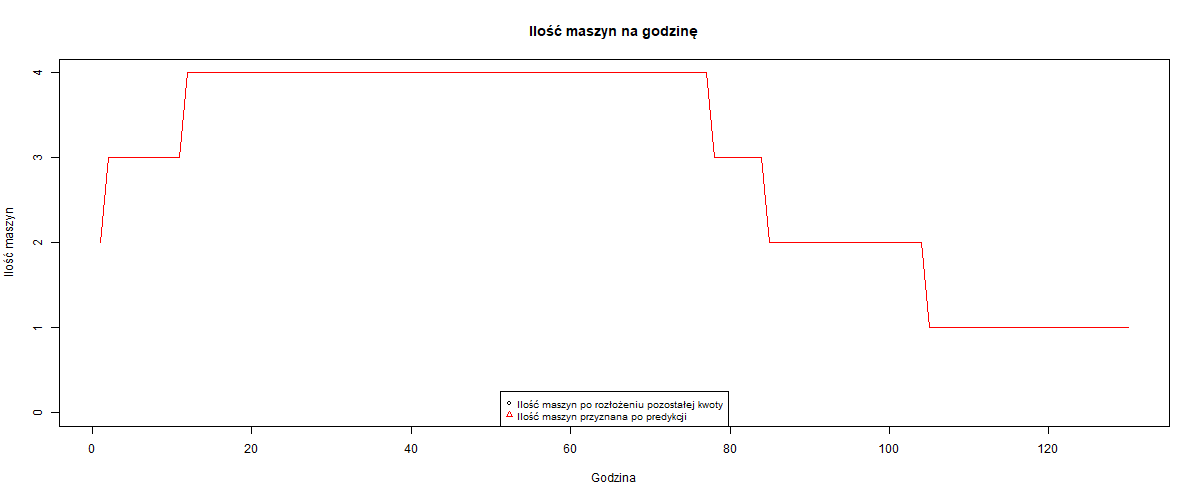 Ilość maszyn na godzinę
Ilość maszyn
4
3
2
1
0
Ilość maszyn po rozłożeniu pozostałej kwoty
Ilość maszyn przyznana po predykcji
0 20 40 60 80 100 120
Godzina